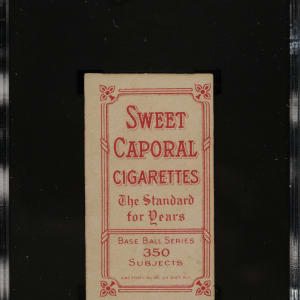 SWEET
CAPORAL
CIGARETTES
The Standard
for Years
BASE BALL SERIES
350
SUBJECTS